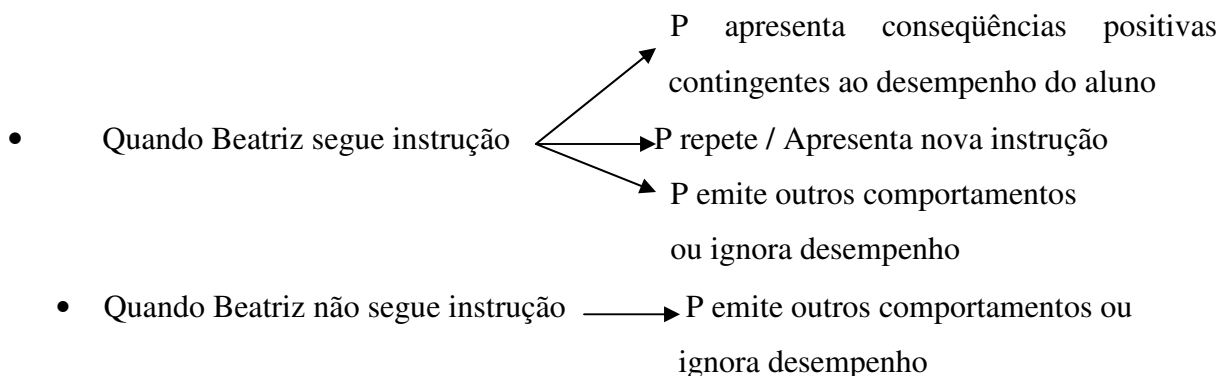 P apresenta conseqüências positivas
contingentes ao desempenho do aluno
• Quando Beatriz segue instrução
P repete / Apresenta nova instrução
P emite outros comportamentos
ou ignora desempenho
• Quando Beatriz não segue instrução
P emite outros comportamentos ou
ignora desempenho